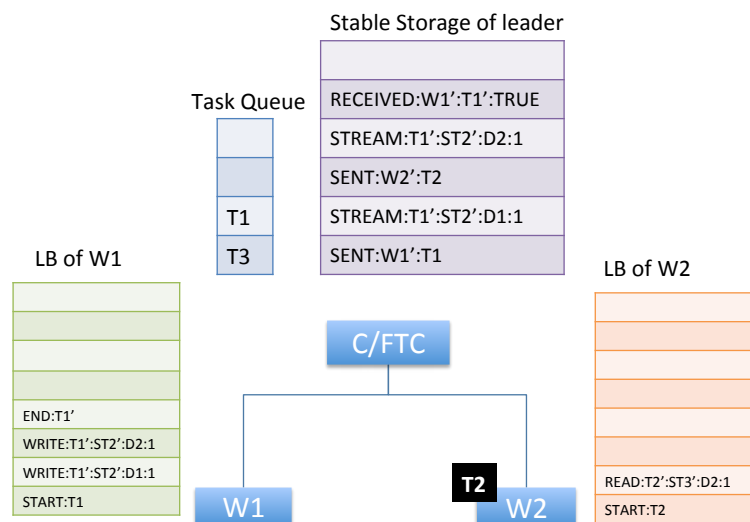 Stable Storage of leader
Task Queue
RECEIVED:W1’:T1’:TRUE
STREAM:T1’:ST2’:D2:1
SENT:W2’:T2
T1
STREAM:T1’:ST2’:D1:1
T3
SENT:W1’:T1
LB of W1
LB of W2
C/FTC
END:T1’
WRITE:T1’:ST2’:D2:1
WRITE:T1’:ST2’:D1:1
START:T1
W1
T2
W2
READ:T2’:ST3’:D2:1
START:T2